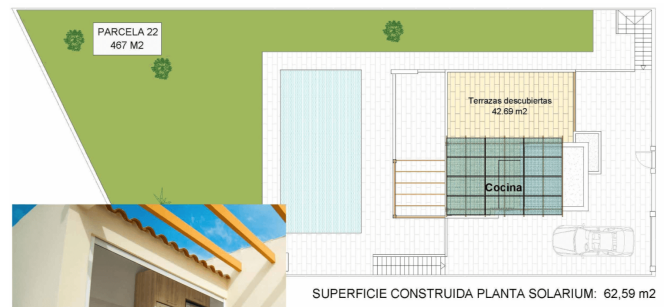 PARCELA 22
467 M2
Terrazas descubiertas
42.69 m2
Cocina
SUPERFICIE CONSTRUIDA PLANTA SOLARIUM: 62,59 m2